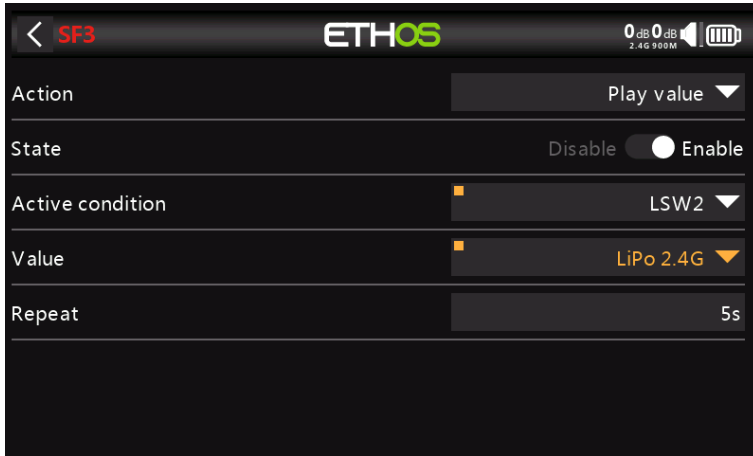 SF3 ETHOS 0dB 0dB
2.4G 900M
Action Play value
State Disable Enable
Active condition LSW2
Value LiPo 2.4G
Repeat 5s